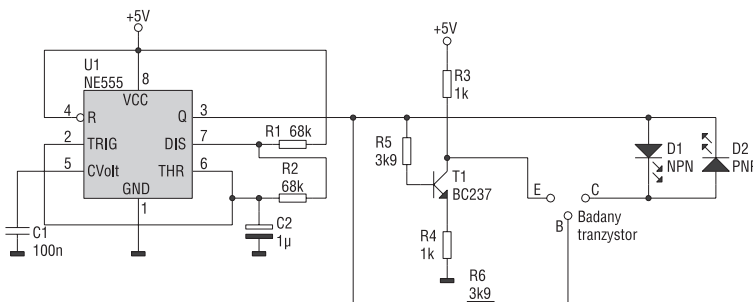 +5V
U1
NE555
8
VCC
4
R
Q
3
2
TRIG
DIS
7
5
CVolt
THR
6
GND
1
R1 68k
R2
68k
C1
100n
C2
1µ
+5V
R3
1k
R5
3k9
T1
BC237
R4
1k
R6
3k9
E
C
B
Badany
tranzystor
D1
NPN
D2
PNP